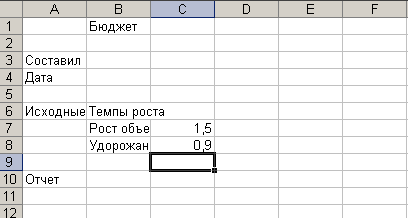 A B C D E F
1 Бюджет
2
3 Составил
4 Дата
5
6 Исходные Темпы роста
7 Рост объе 1,5
8 Удорожан 0,9
9
10 Отчет
11
12